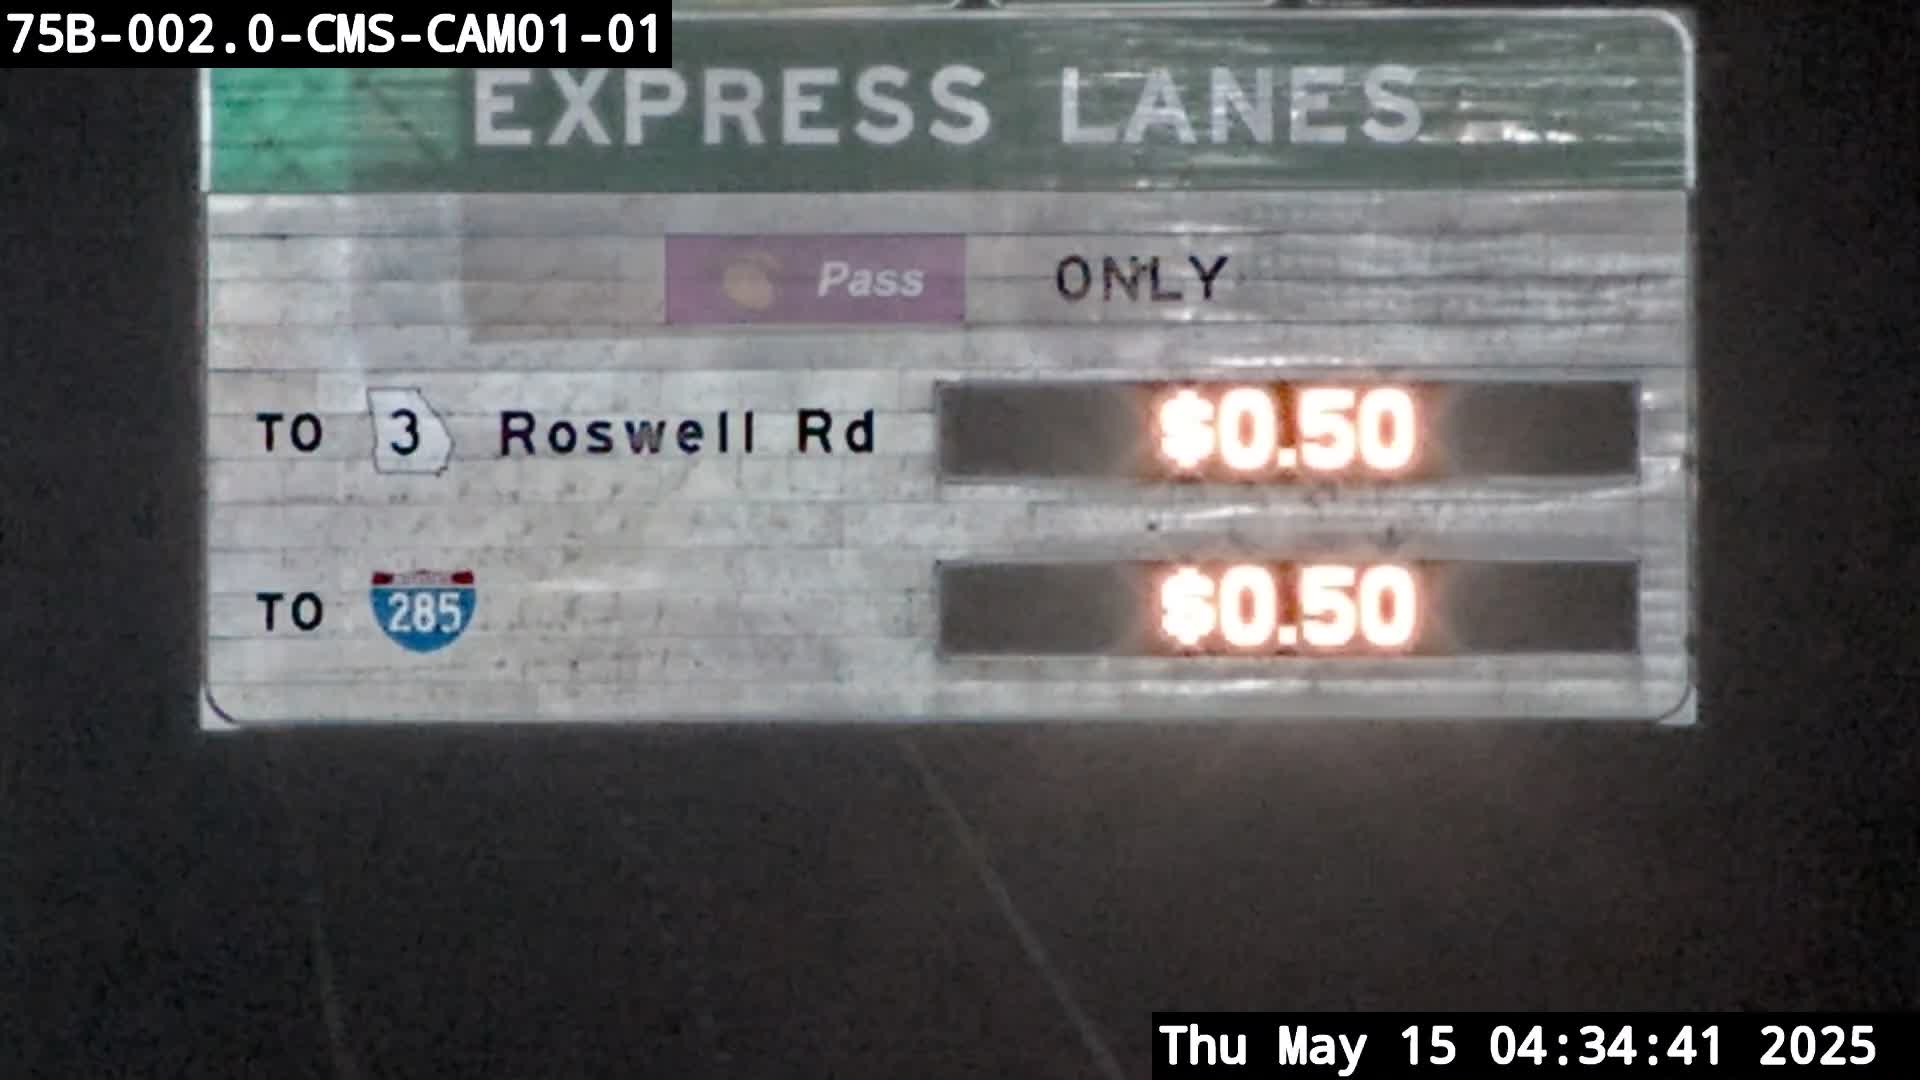 75B-002.0-CMS-CAM01-01
EXPRESS LANES
Pass ONLY
TO 3 Roswell Rd $0.50
TO 285 $0.50
Thu May 15 04:34:41 2025